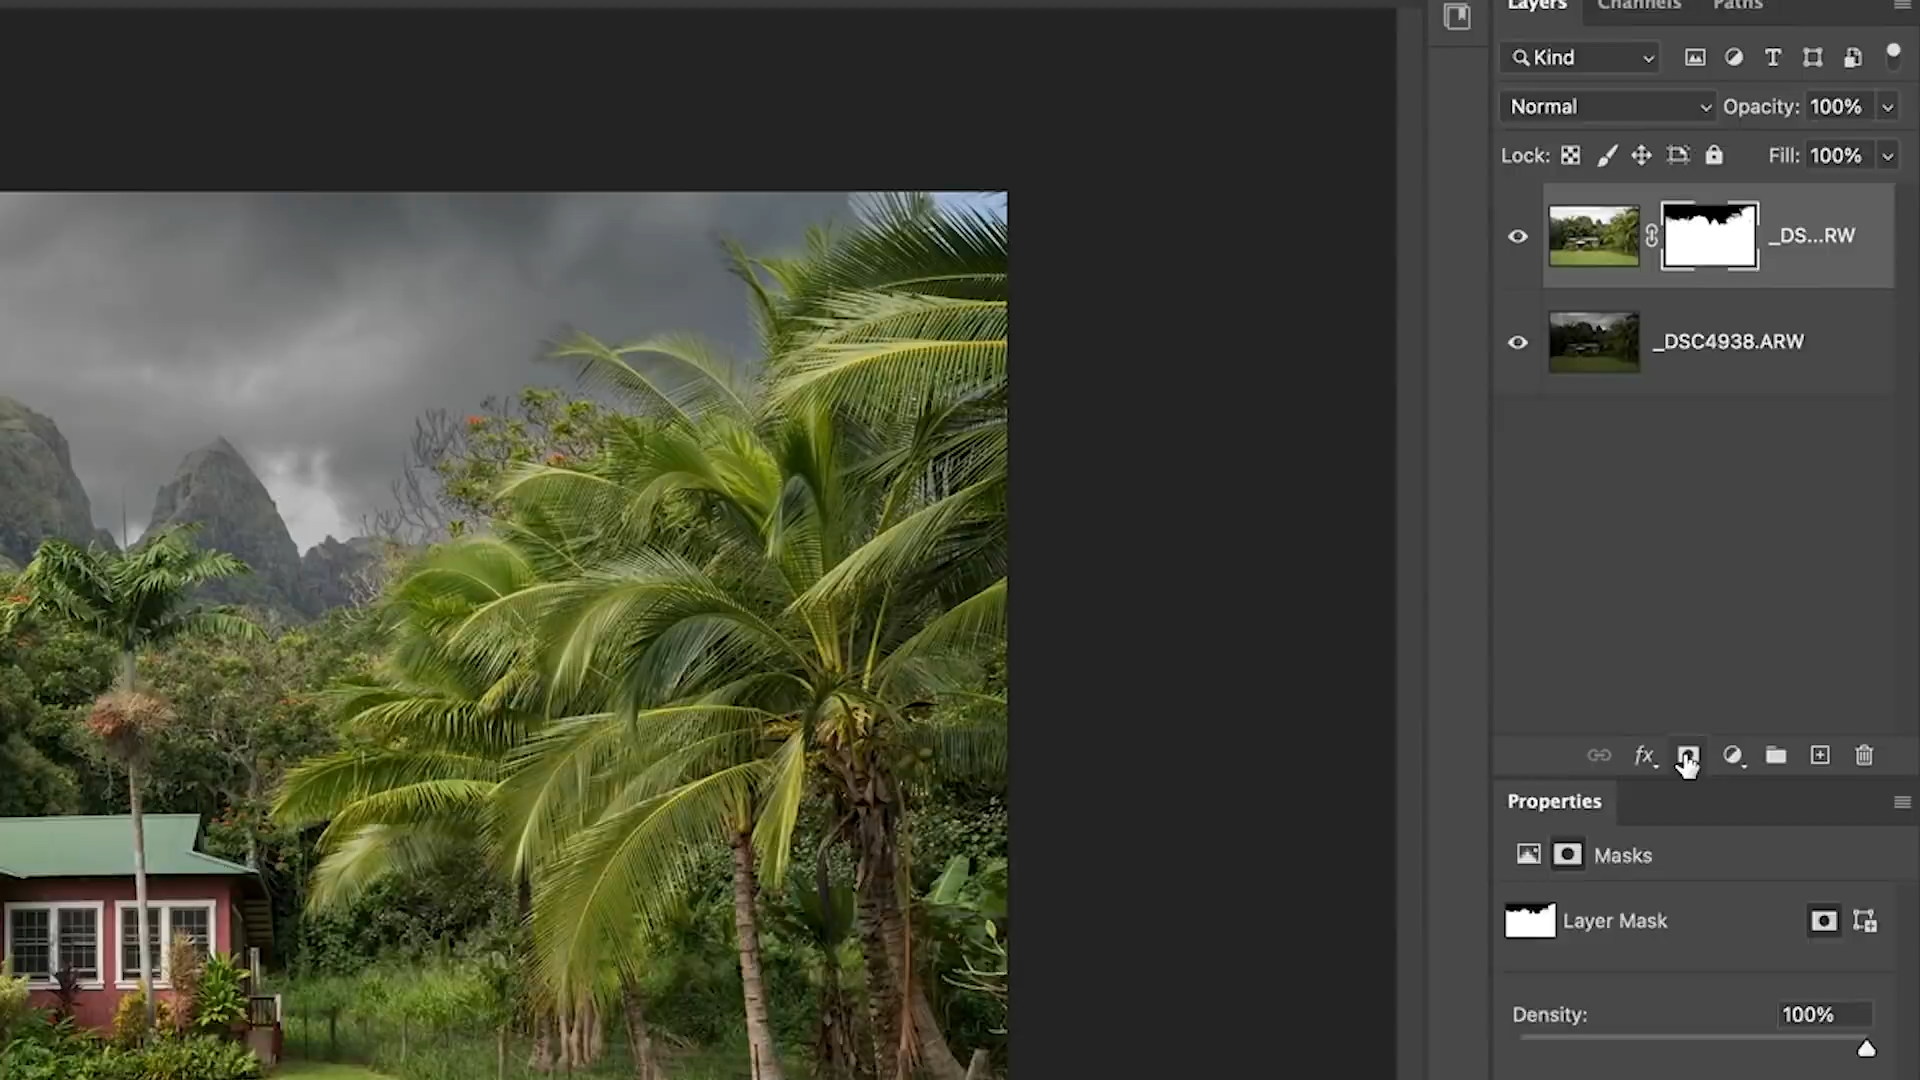 Layers Channels Paths
Kind
Normal Opacity: 100%
Lock: Fill: 100%
_DS...RW
_DSC4938.ARW
fx
Properties
Masks
Layer Mask
Density: 100%